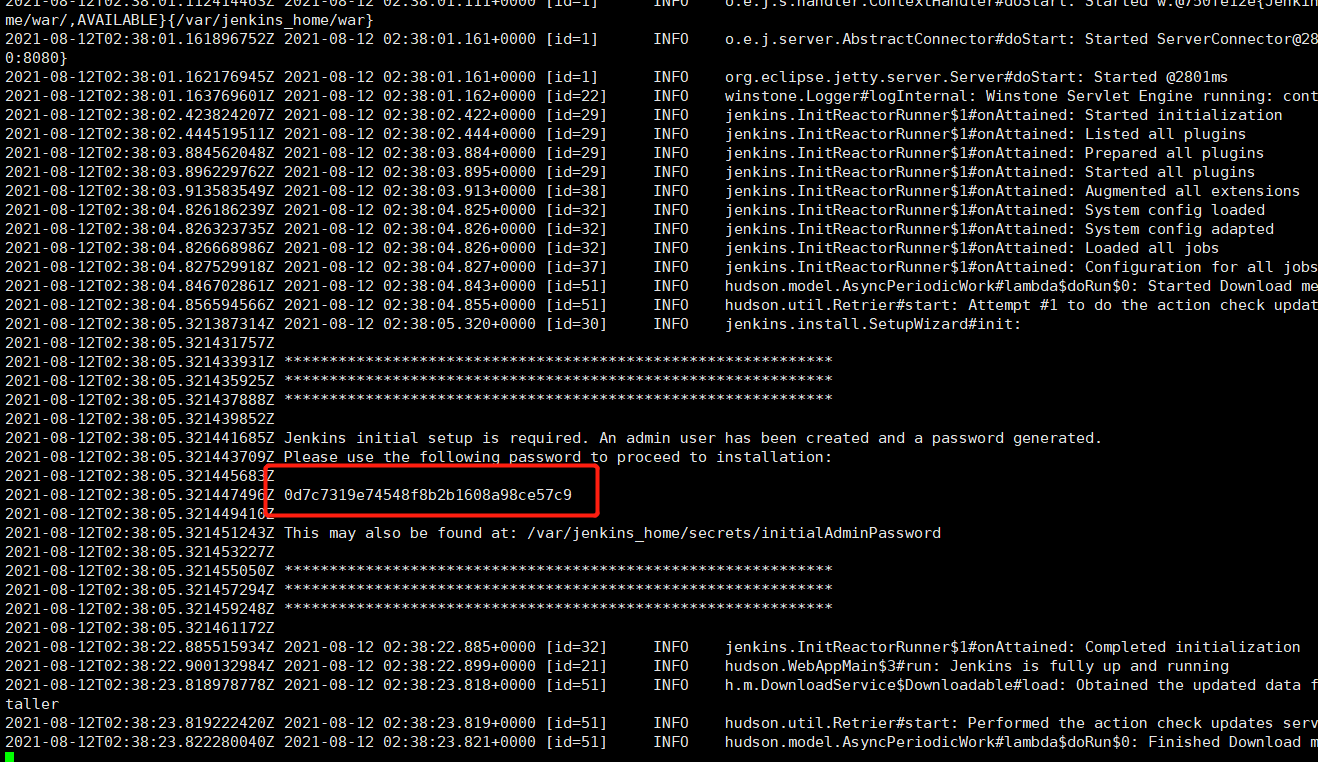 2021-08-12T02:38:01.112414463Z 2021-08-12 02:38:01.111+0000 [id=1] INFO o.e.j.s.handler.ContextHandler#doStart: Started w.@750fe12e{Jenkin
me/war/,AVAILABLE}{/var/jenkins_home/war}
2021-08-12T02:38:01.161896752Z 2021-08-12 02:38:01.161+0000 [id=1] INFO o.e.j.server.AbstractConnector#doStart: Started ServerConnector@28
0:8080}
2021-08-12T02:38:01.162176945Z 2021-08-12 02:38:01.161+0000 [id=1] INFO org.eclipse.jetty.server.Server#doStart: Started @2801ms
2021-08-12T02:38:01.163769601Z 2021-08-12 02:38:01.162+0000 [id=22] INFO winstone.Logger#logInternal: Winstone Servlet Engine running: cont
2021-08-12T02:38:02.423824207Z 2021-08-12 02:38:02.422+0000 [id=29] INFO jenkins.InitReactorRunner$1#onAttained: Started initialization
2021-08-12T02:38:02.444519511Z 2021-08-12 02:38:02.444+0000 [id=29] INFO jenkins.InitReactorRunner$1#onAttained: Listed all plugins
2021-08-12T02:38:03.884562048Z 2021-08-12 02:38:03.884+0000 [id=29] INFO jenkins.InitReactorRunner$1#onAttained: Prepared all plugins
2021-08-12T02:38:03.896229762Z 2021-08-12 02:38:03.895+0000 [id=29] INFO jenkins.InitReactorRunner$1#onAttained: Started all plugins
2021-08-12T02:38:03.913583549Z 2021-08-12 02:38:03.913+0000 [id=38] INFO jenkins.InitReactorRunner$1#onAttained: Augmented all extensions
2021-08-12T02:38:04.826186239Z 2021-08-12 02:38:04.825+0000 [id=32] INFO jenkins.InitReactorRunner$1#onAttained: System config loaded
2021-08-12T02:38:04.826323735Z 2021-08-12 02:38:04.826+0000 [id=32] INFO jenkins.InitReactorRunner$1#onAttained: System config adapted
2021-08-12T02:38:04.826668986Z 2021-08-12 02:38:04.826+0000 [id=32] INFO jenkins.InitReactorRunner$1#onAttained: Loaded all jobs
2021-08-12T02:38:04.827529918Z 2021-08-12 02:38:04.827+0000 [id=37] INFO jenkins.InitReactorRunner$1#onAttained: Configuration for all jobs
2021-08-12T02:38:04.846702861Z 2021-08-12 02:38:04.843+0000 [id=51] INFO hudson.model.AsyncPeriodicWork#lambda$doRun$0: Started Download me
2021-08-12T02:38:04.856594566Z 2021-08-12 02:38:04.855+0000 [id=51] INFO hudson.util.Retrier#start: Attempt #1 to do the action check updat
2021-08-12T02:38:05.321387314Z 2021-08-12 02:38:05.320+0000 [id=30] INFO jenkins.install.SetupWizard#init:
2021-08-12T02:38:05.321431757Z
2021-08-12T02:38:05.321433931Z *************************************************************
2021-08-12T02:38:05.321435925Z *************************************************************
2021-08-12T02:38:05.321437888Z *************************************************************
2021-08-12T02:38:05.321439852Z
2021-08-12T02:38:05.321441685Z Jenkins initial setup is required. An admin user has been created and a password generated.
2021-08-12T02:38:05.321443709Z Please use the following password to proceed to installation:
2021-08-12T02:38:05.321445683Z
2021-08-12T02:38:05.321447496Z 0d7c7319e74548f8b2b1608a98ce57c9
2021-08-12T02:38:05.321449410Z
2021-08-12T02:38:05.321451243Z This may also be found at: /var/jenkins_home/secrets/initialAdminPassword
2021-08-12T02:38:05.321453227Z
2021-08-12T02:38:05.321455050Z *************************************************************
2021-08-12T02:38:05.321457294Z *************************************************************
2021-08-12T02:38:05.321459248Z *************************************************************
2021-08-12T02:38:05.321461172Z
2021-08-12T02:38:22.885515934Z 2021-08-12 02:38:22.885+0000 [id=32] INFO jenkins.InitReactorRunner$1#onAttained: Completed initialization
2021-08-12T02:38:22.900132984Z 2021-08-12 02:38:22.899+0000 [id=21] INFO hudson.WebAppMain$3#run: Jenkins is fully up and running
2021-08-12T02:38:23.818978778Z 2021-08-12 02:38:23.818+0000 [id=51] INFO h.m.DownloadService$Downloadable#load: Obtained the updated data f
taller
2021-08-12T02:38:23.819222420Z 2021-08-12 02:38:23.819+0000 [id=51] INFO hudson.util.Retrier#start: Performed the action check updates serv
2021-08-12T02:38:23.822280040Z 2021-08-12 02:38:23.821+0000 [id=51] INFO hudson.model.AsyncPeriodicWork#lambda$doRun$0: Finished Download m